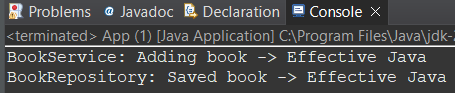 Problems Javadoc Declaration Console
<terminated> App (1) [Java Application] C:\Program Files\Java\jdk-
BookService: Adding book -> Effective Java
BookRepository: Saved book -> Effective Java